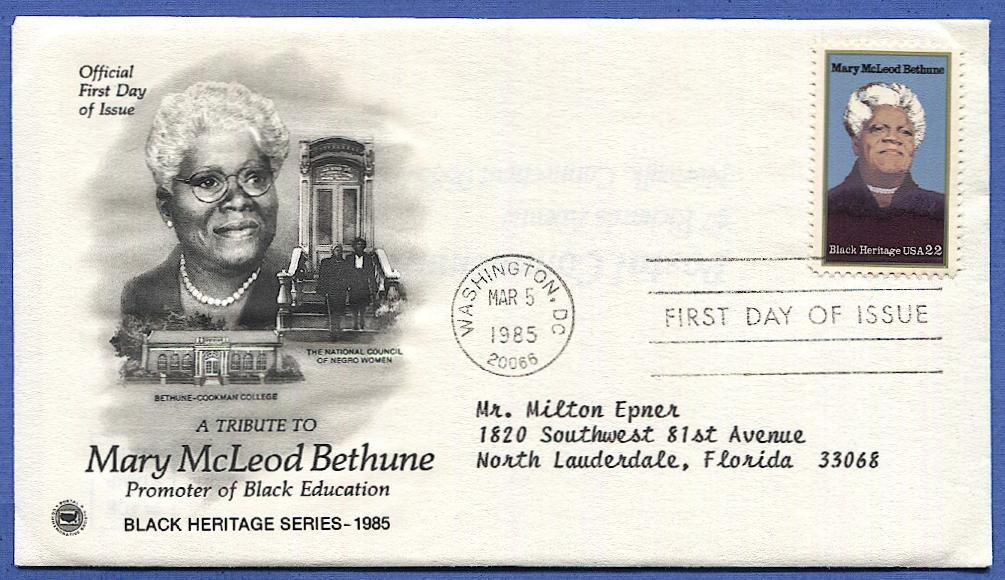 Official
First Day
of Issue
Mary McLeod Bethune
Black Heritage USA 22
WASHINGTON, DC
MAR 5
1985
20066
FIRST DAY OF ISSUE
THE NATIONAL COUNCIL
OF NEGRO WOMEN
BETHUNE-COOKMAN COLLEGE
Mr. Milton Epner
1820 Southwest 81st Avenue
North Lauderdale, Florida 33068
A TRIBUTE TO
Mary McLeod Bethune
Promoter of Black Education
BLACK HERITAGE SERIES-1985